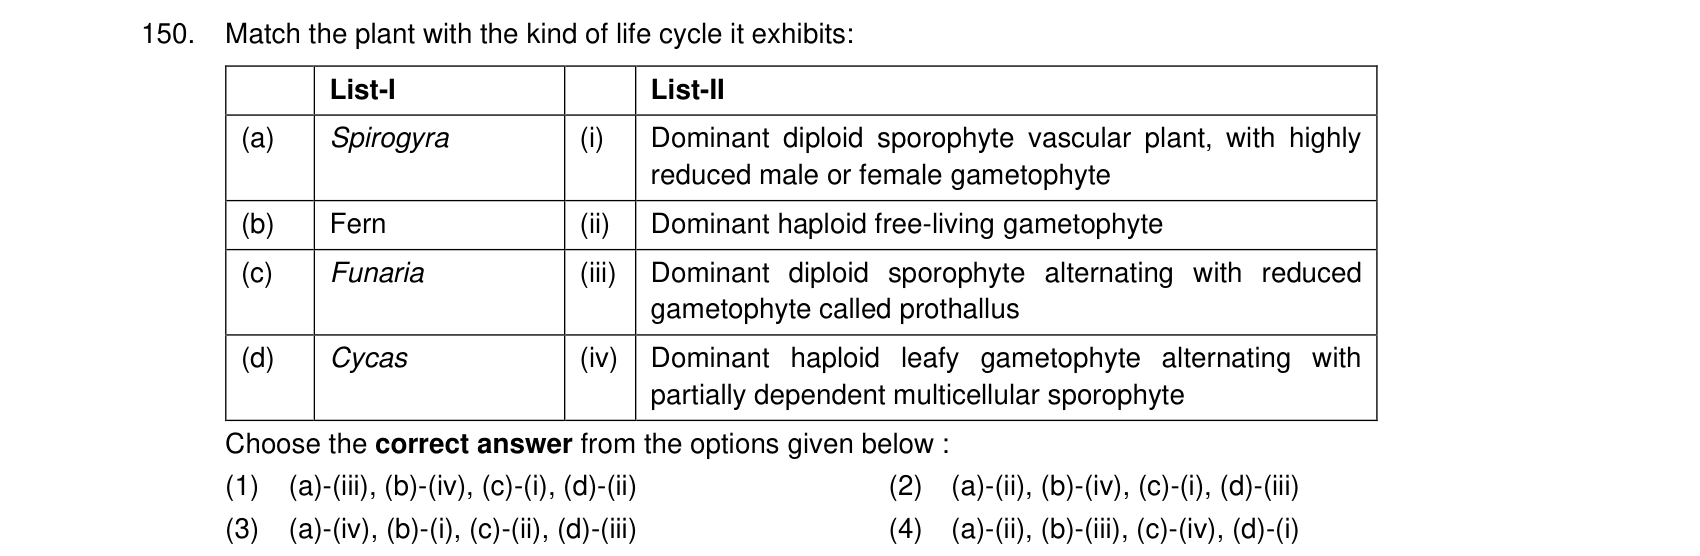 150. Match the plant with the kind of life cycle it exhibits:
List-I List-II
(a) Spirogyra (i) Dominant diploid sporophyte vascular plant, with highly
reduced male or female gametophyte
(b) Fern (ii) Dominant haploid free-living gametophyte
(c) Funaria (iii) Dominant diploid sporophyte alternating with reduced
gametophyte called prothallus
(d) Cycas (iv) Dominant haploid leafy gametophyte alternating with
partially dependent multicellular sporophyte
Choose the correct answer from the options given below :
(1) (a)-(iii), (b)-(iv), (c)-(i), (d)-(ii) (2) (a)-(ii), (b)-(iv), (c)-(i), (d)-(iii)
(3) (a)-(iv), (b)-(i), (c)-(ii), (d)-(iii) (4) (a)-(ii), (b)-(iii), (c)-(iv), (d)-(i)